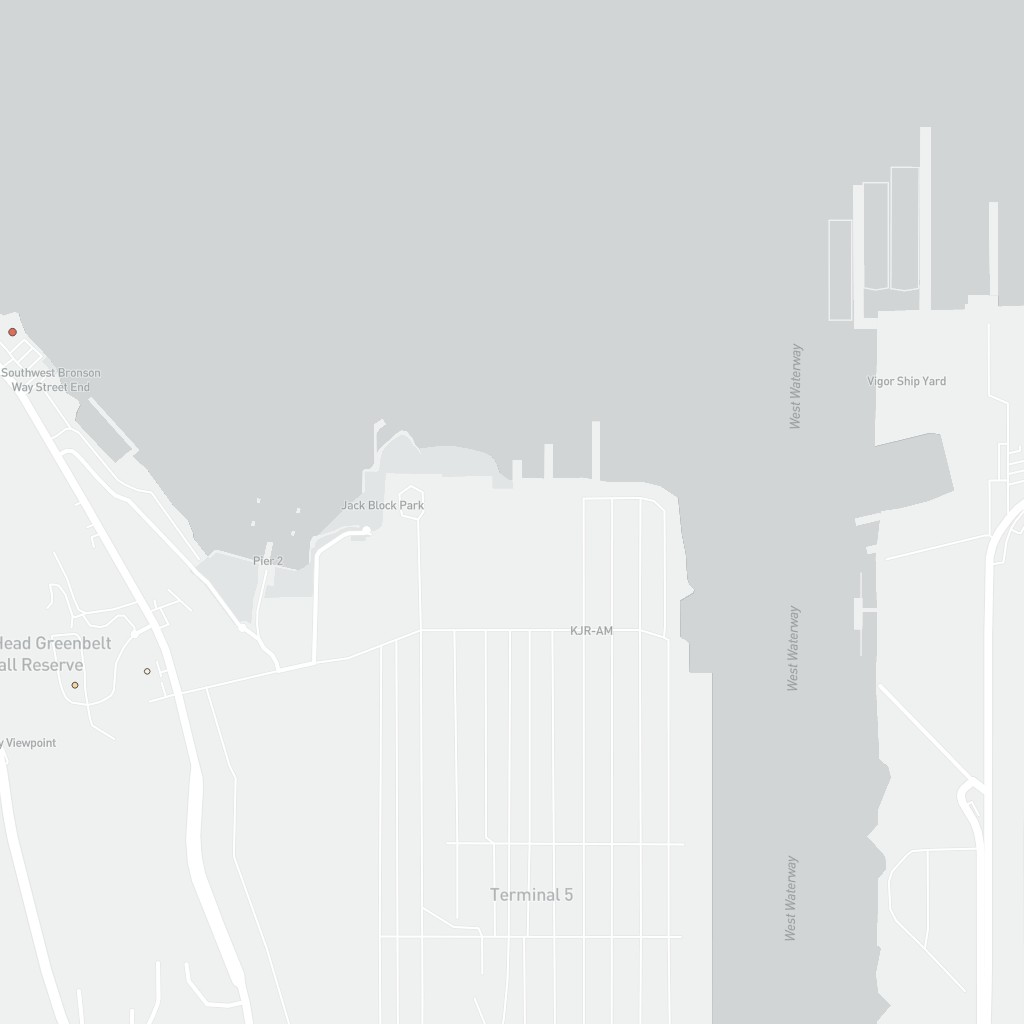 West Waterway
Southwest Bronson
Way Street End
Vigor Ship Yard
Jack Block Park
Pier 2
KJR-AM
Head Greenbelt
all Reserve
West Waterway
y Viewpoint
Terminal 5
West Waterway